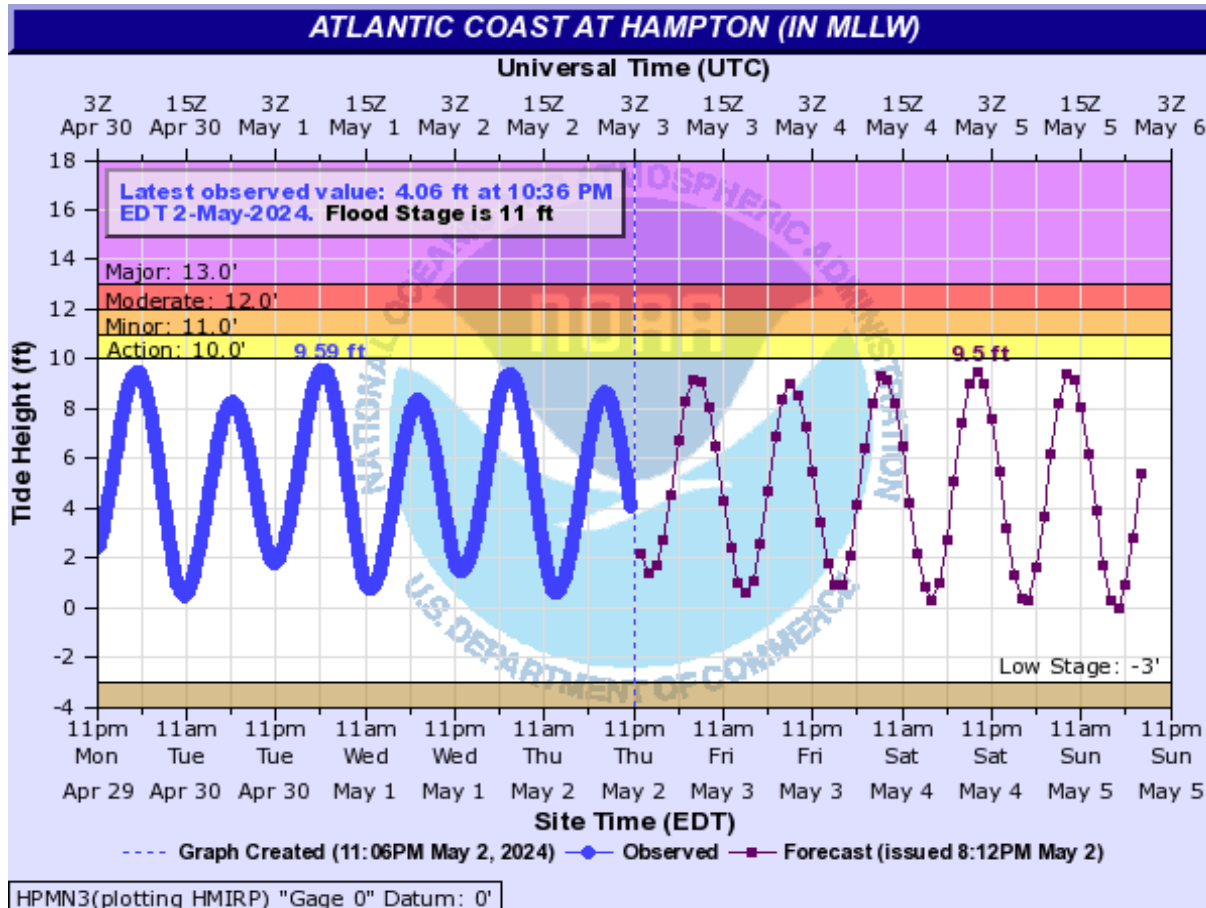 ATLANTIC COAST AT HAMPTON (IN MLLW)
Universal Time (UTC)
3Z 15Z 3Z 15Z 3Z 15Z 3Z 15Z 3Z 15Z 3Z 15Z 3Z
Apr 30 Apr 30 May 1 May 1 May 2 May 2 May 3 May 3 May 4 May 4 May 5 May 5 May 6
Latest observed value: 4.06 ft at 10:36 PM
EDT 2-May-2024. Flood Stage is 11 ft
18
16
14
12
10
8
6
4
2
0
-2
-4
Tide Height (ft)
Major: 13.0'
Moderate: 12.0'
Minor: 11.0'
Action: 10.0'
9.59 ft
9.5 ft
NATIONAL OCEANIC AND ATMOSPHERIC ADMINISTRATION
NOAA
U.S. DEPARTMENT OF COMMERCE
Low Stage: -3'
11pm 11am 11pm 11am 11pm 11am 11pm 11am 11pm 11am 11pm 11am 11pm
Mon Tue Tue Wed Wed Thu Thu Fri Fri Sat Sat Sun Sun
Apr 29 Apr 30 Apr 30 May 1 May 1 May 2 May 2 May 3 May 3 May 4 May 4 May 5 May 5
Site Time (EDT)
Graph Created (11:06PM May 2, 2024) Observed Forecast (issued 8:12PM May 2)
HPMN3(plotting HMIRP) "Gage 0" Datum: 0'